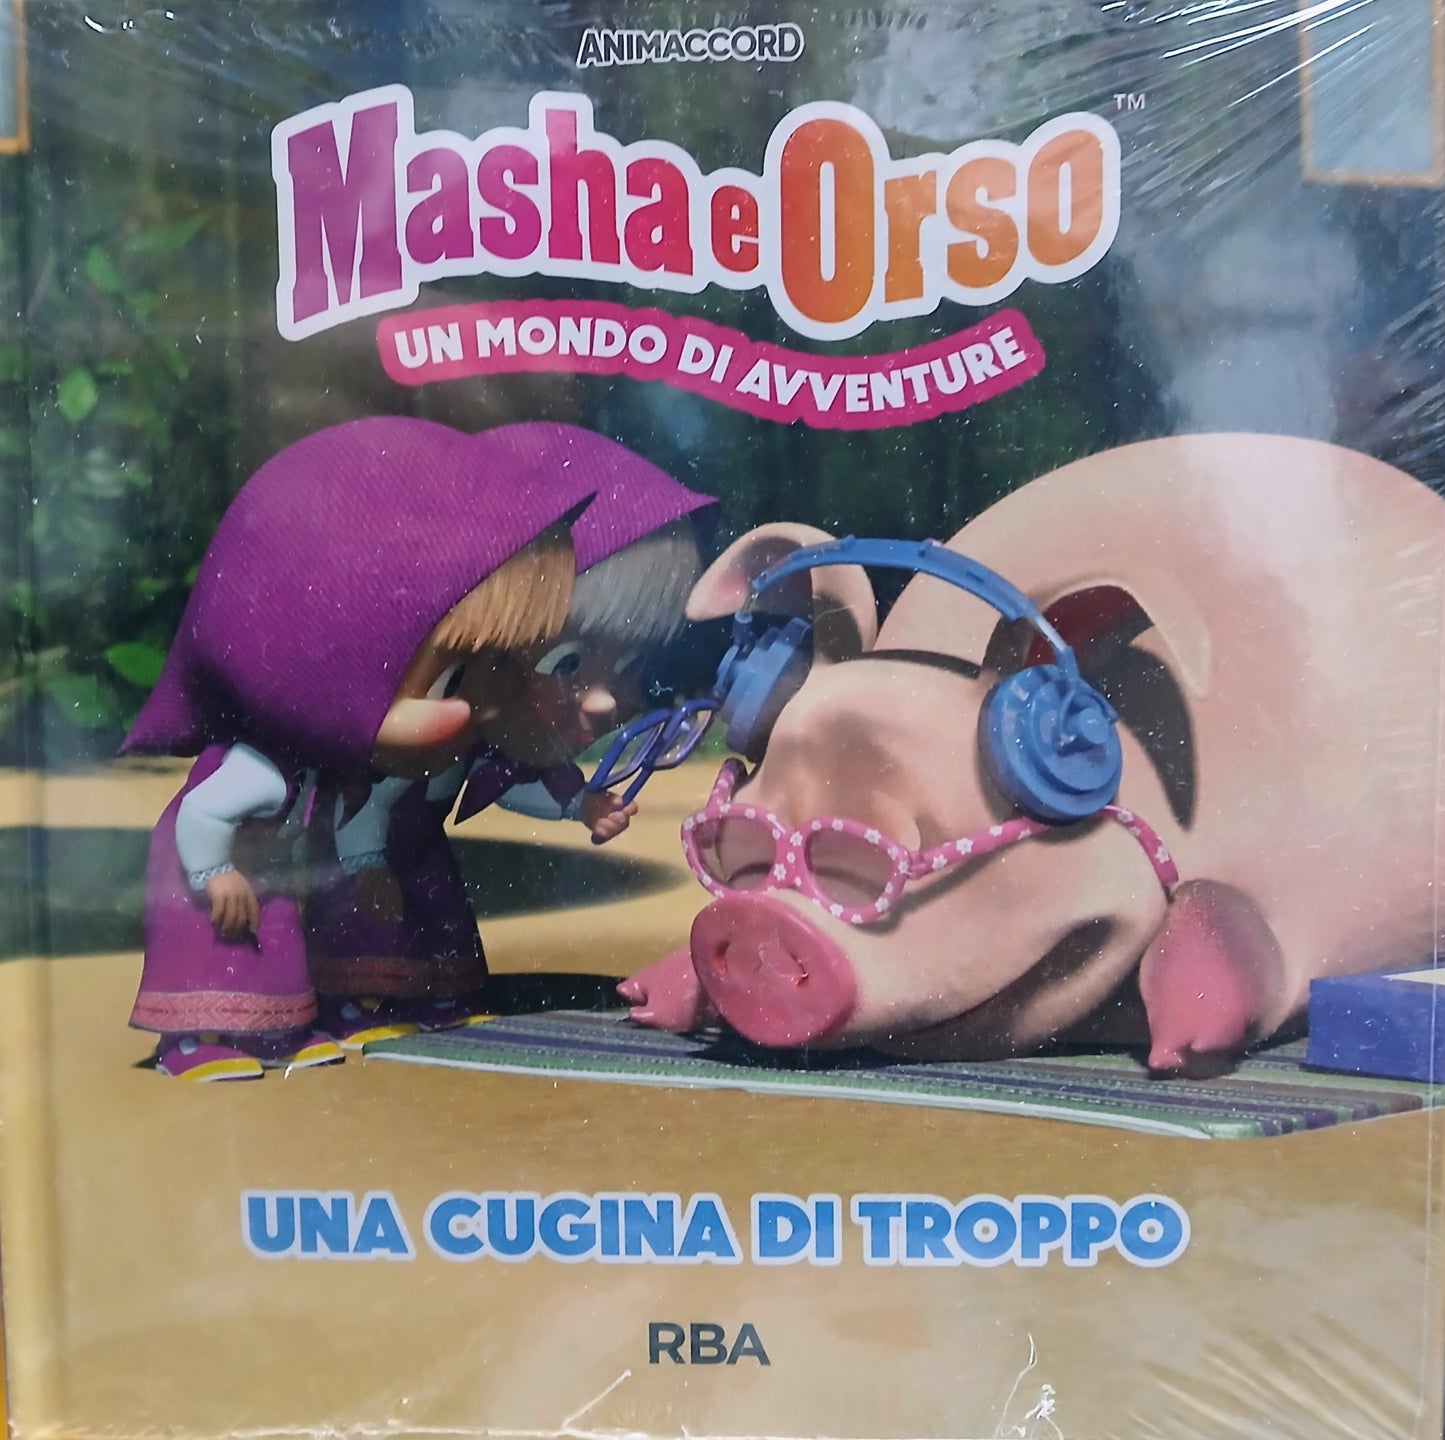 ANIMACCORD
Masha e Orso
TM
UN MONDO DI AVVENTURE
UNA CUGINA DI TROPPO
RBA